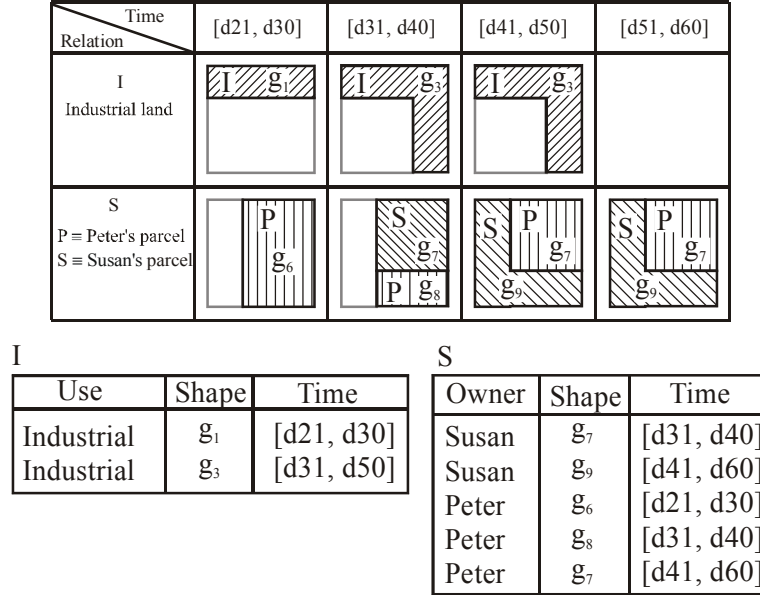 Time
Relation
[d21, d30] [d31, d40] [d41, d50] [d51, d60]
I
Industrial land
I g₁
I g₃
I g₃
S
P ≡ Peter's parcel
S ≡ Susan's parcel
P
g₆
S
g₇
P g₈
S P
g₇
g₉
S P
g₇
g₉
I
Use Shape Time
Industrial g₁ [d21, d30]
Industrial g₃ [d31, d50]
S
Owner Shape Time
Susan g₇ [d31, d40]
Susan g₉ [d41, d60]
Peter g₆ [d21, d30]
Peter g₈ [d31, d40]
Peter g₇ [d41, d60]